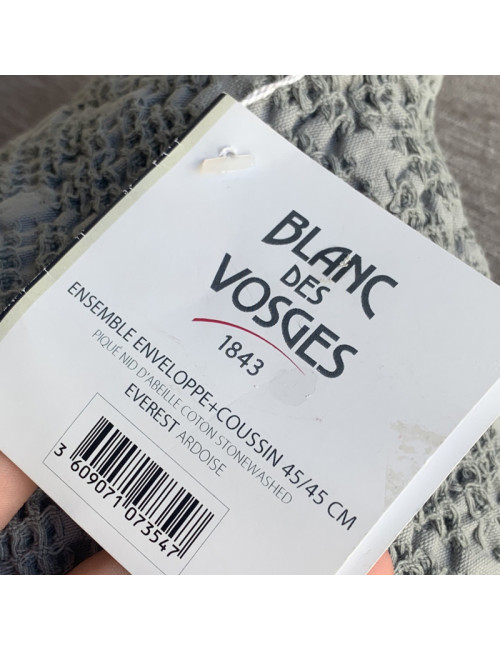 BLANC
DES
VOSGES
1843
ENSEMBLE ENVELOPPE+COUSSIN 45/45 CM
PIQUÉ NID D'ABEILLE COTON STONEWASHED
EVEREST ARDOISE
3 609071 073547